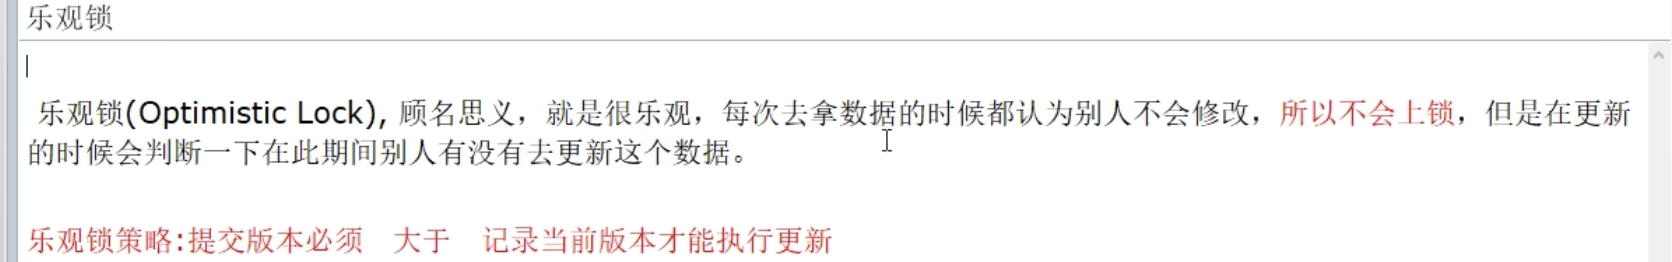 乐观锁
乐观锁(Optimistic Lock), 顾名思义，就是很乐观，每次去拿数据的时候都认为别人不会修改，所以不会上锁，但是在更新
的时候会判断一下在此期间别人有没有去更新这个数据。
乐观锁策略:提交版本必须 大于 记录当前版本才能执行更新